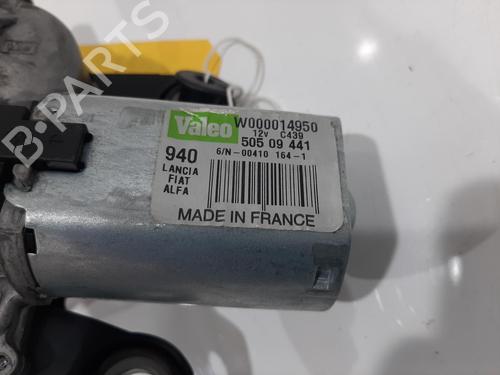 Valeo W000014950
12V C439
505 09 441
940 6/N-00410 164-1
LANCIA
FIAT
ALFA
MADE IN FRANCE
B-PARTS